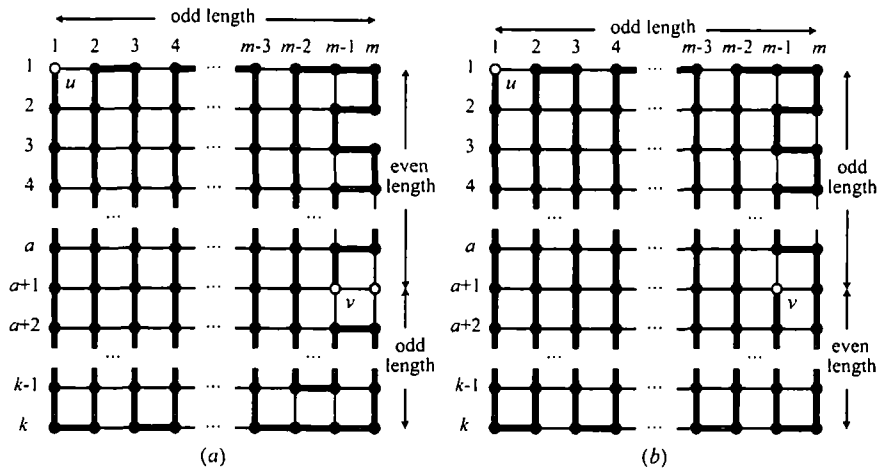 odd length
1 2 3 4 ... m-3 m-2 m-1 m
1
u
2
3
even length
4
... ...
a ...
a+1
v
a+2
odd length
... ...
k-1 ...
k ...
(a)
odd length
1 2 3 4 ... m-3 m-2 m-1 m
1
u
2
3
odd length
4
... ...
a ...
a+1
v
a+2
even length
... ...
k-1 ...
k ...
(b)